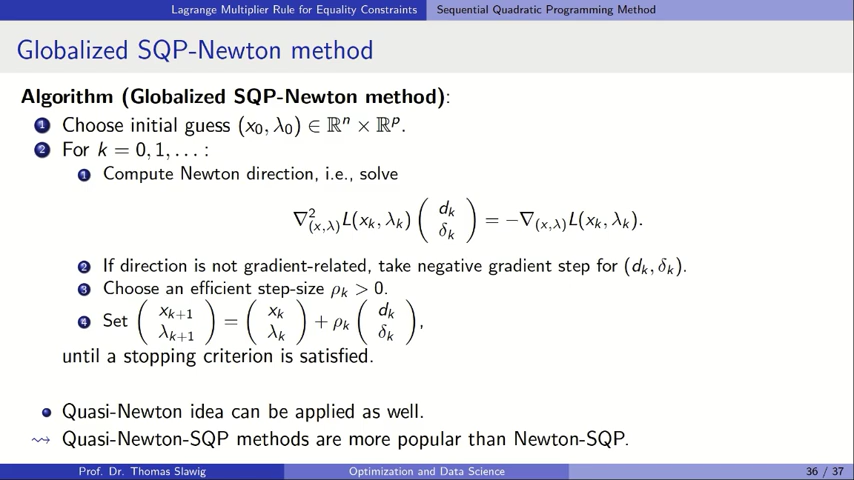 Lagrange Multiplier Rule for Equality Constraints Sequential Quadratic Programming Method
Globalized SQP-Newton method
Algorithm (Globalized SQP-Newton method):
1 Choose initial guess (x₀, λ₀) ∈ ℝⁿ × ℝᵖ.
2 For k = 0, 1, . . . :
1 Compute Newton direction, i.e., solve
∇²₍ₓ,λ₎L(xₖ, λₖ) ( dₖ δₖ ) = −∇₍ₓ,λ₎L(xₖ, λₖ).
2 If direction is not gradient-related, take negative gradient step for (dₖ, δₖ).
3 Choose an efficient step-size ρₖ > 0.
4 Set ( xₖ₊₁ λₖ₊₁ ) = ( xₖ λₖ ) + ρₖ ( dₖ δₖ ),
until a stopping criterion is satisfied.
• Quasi-Newton idea can be applied as well.
⇝ Quasi-Newton-SQP methods are more popular than Newton-SQP.
Prof. Dr. Thomas Slawig Optimization and Data Science 36 / 37